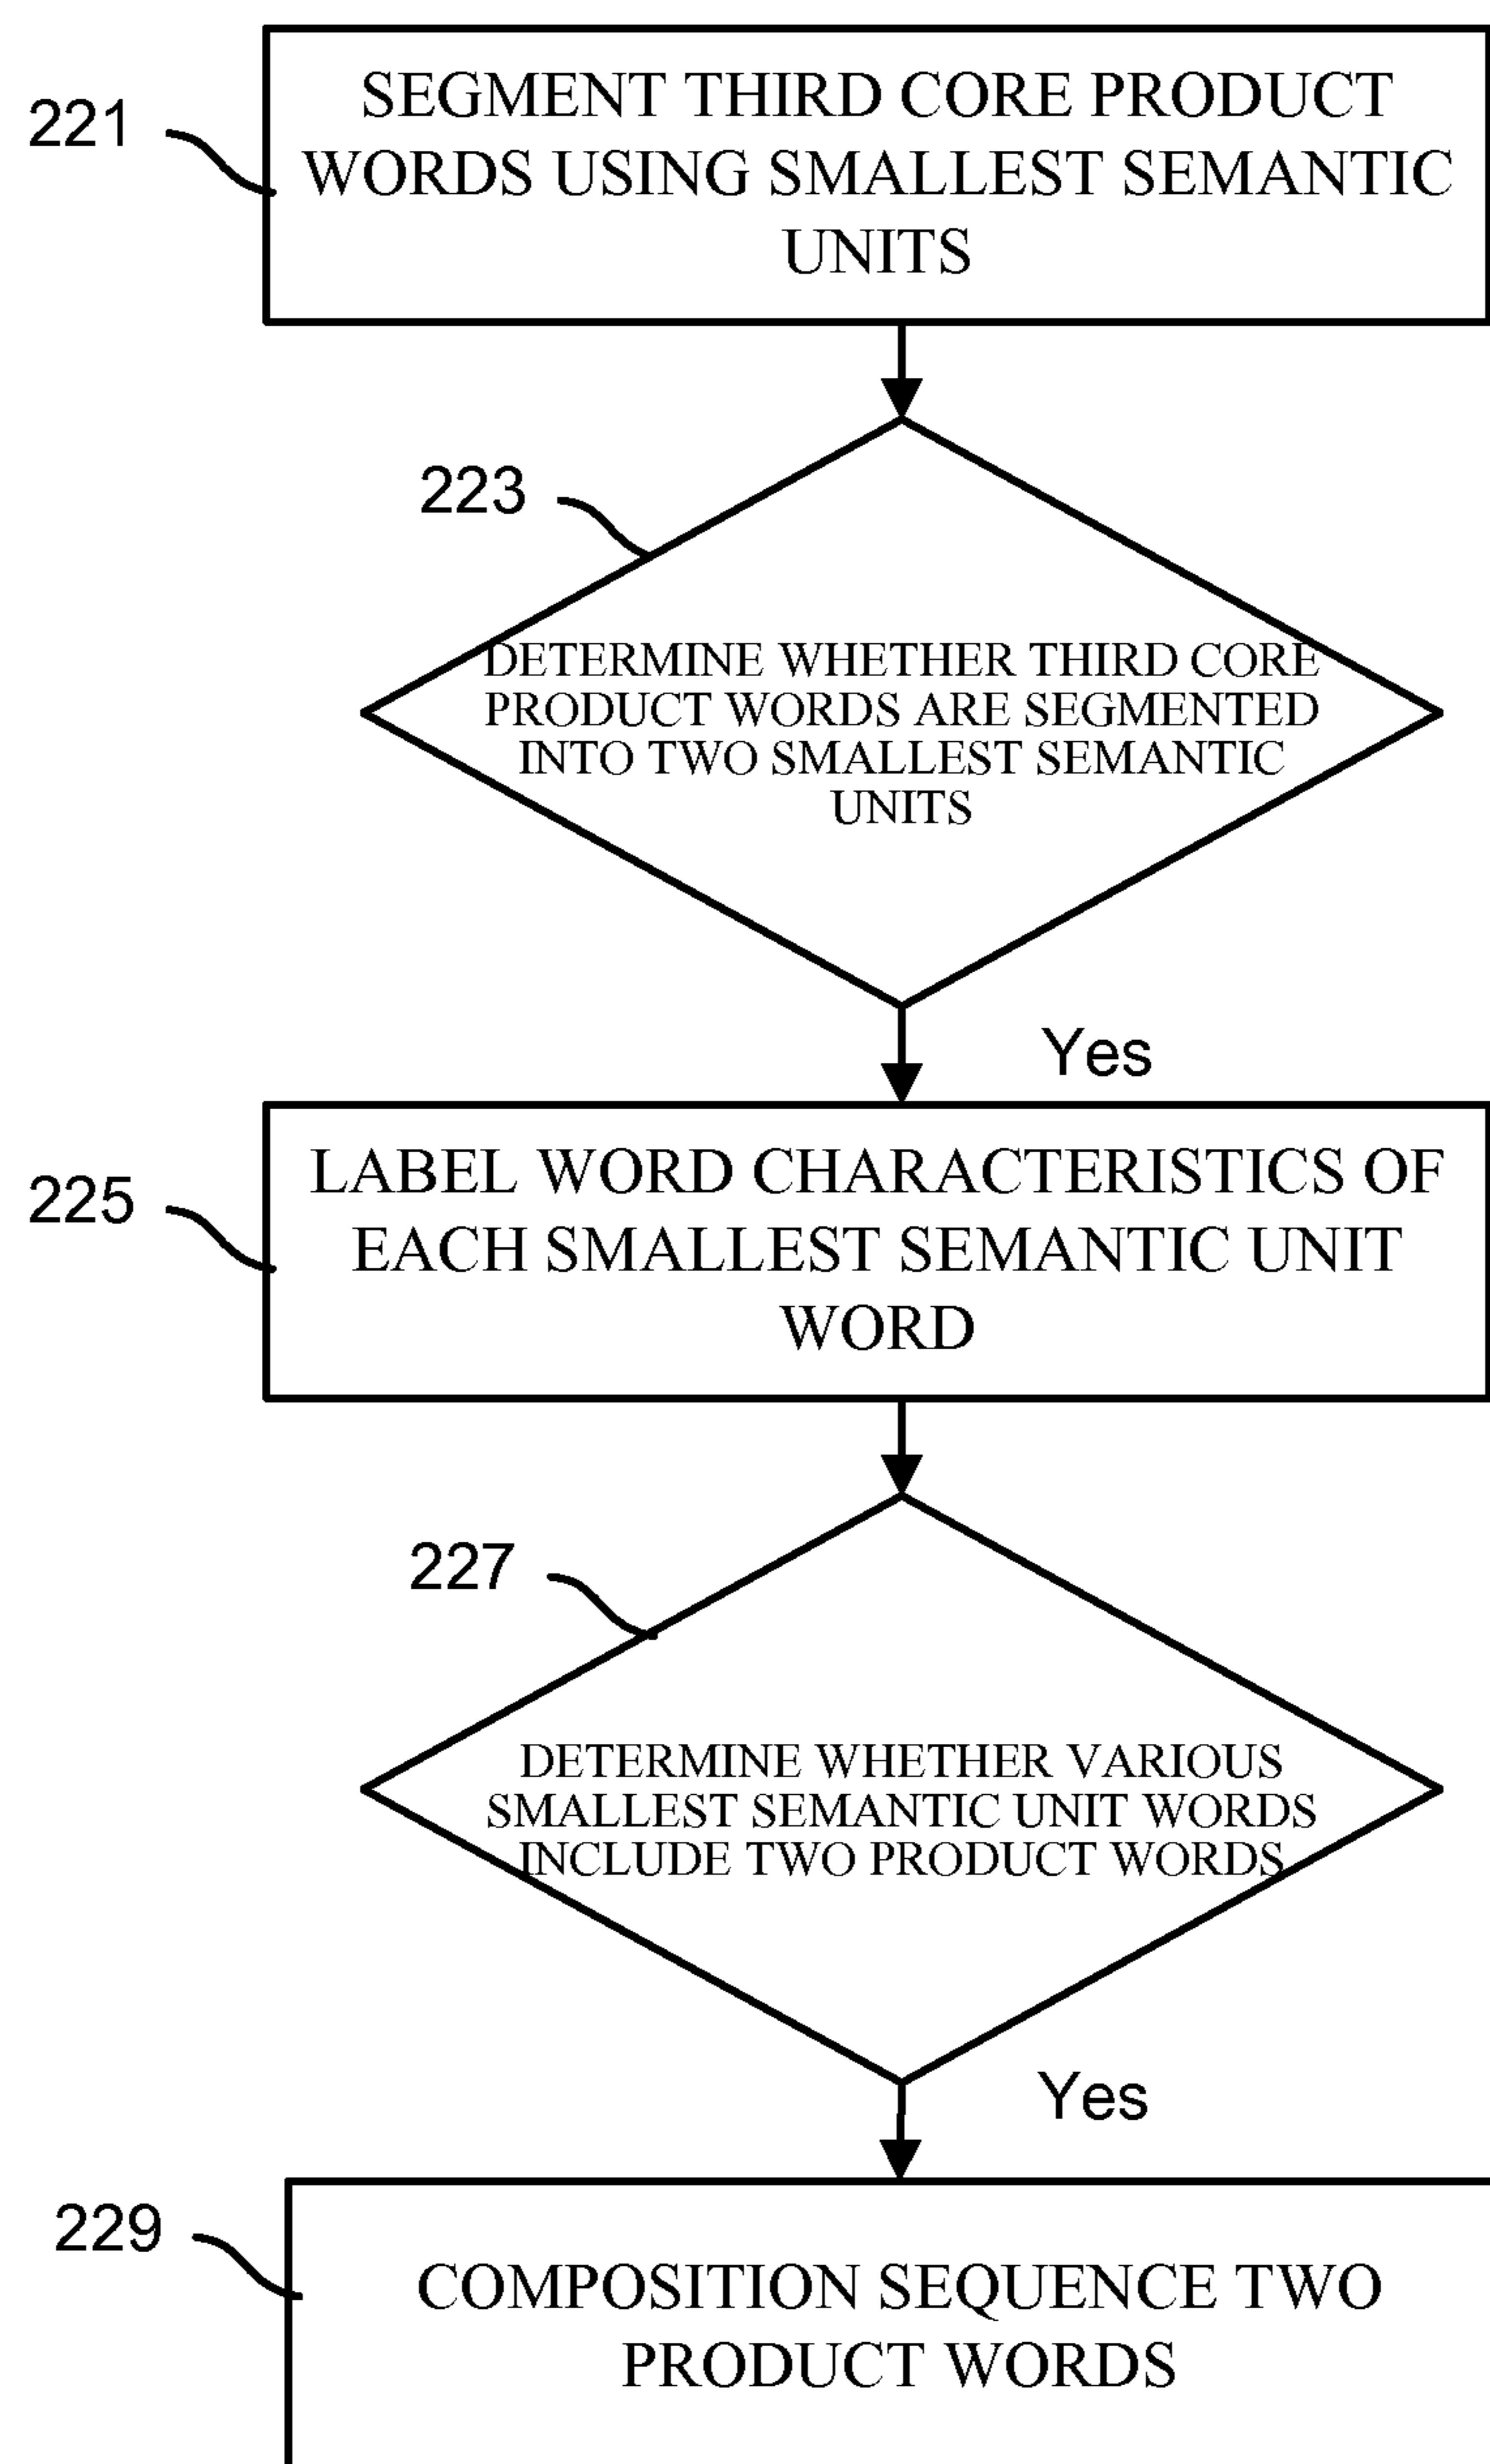 221
SEGMENT THIRD CORE PRODUCT
WORDS USING SMALLEST SEMANTIC
UNITS
223
DETERMINE WHETHER THIRD CORE
PRODUCT WORDS ARE SEGMENTED
INTO TWO SMALLEST SEMANTIC
UNITS
Yes
225
LABEL WORD CHARACTERISTICS OF
EACH SMALLEST SEMANTIC UNIT
WORD
227
DETERMINE WHETHER VARIOUS
SMALLEST SEMANTIC UNIT WORDS
INCLUDE TWO PRODUCT WORDS
Yes
229
COMPOSITION SEQUENCE TWO
PRODUCT WORDS